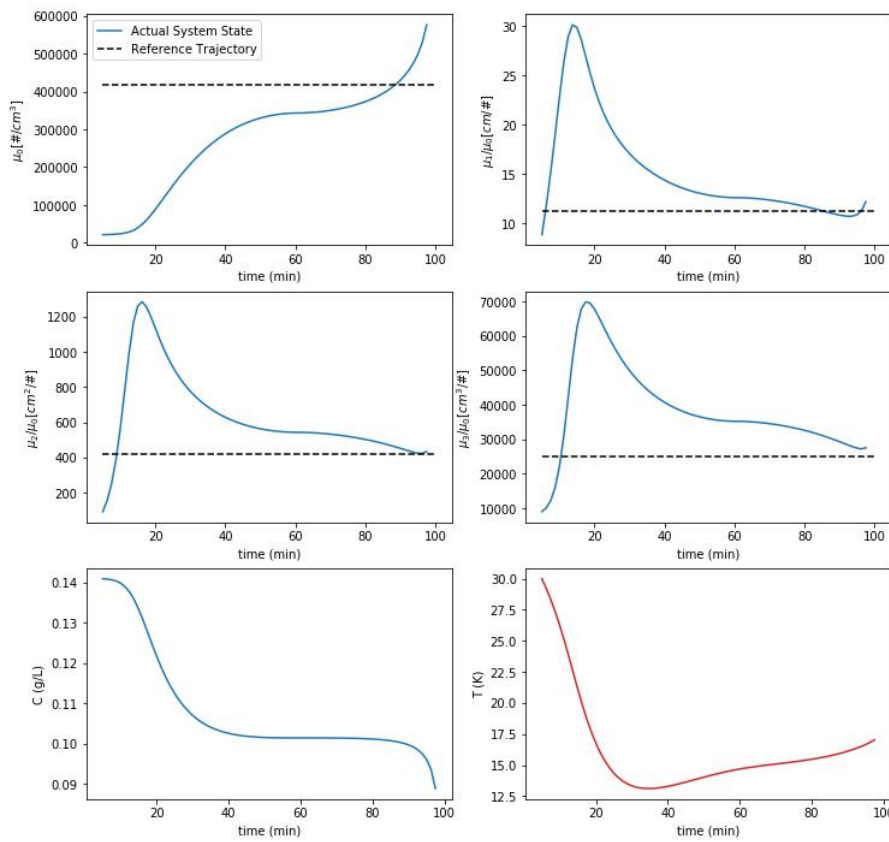 Actual System State
Reference Trajectory
μ₀[#/cm³]
600000
500000
400000
300000
200000
100000
0
20 40 60 80 100
time (min)
μ₁/μ₀[cm/#]
30
25
20
15
10
20 40 60 80 100
time (min)
μ₂/μ₀[cm²/#]
1200
1000
800
600
400
200
20 40 60 80 100
time (min)
μ₃/μ₀[cm³/#]
70000
60000
50000
40000
30000
20000
10000
20 40 60 80 100
time (min)
C (g/L)
0.14
0.13
0.12
0.11
0.10
0.09
20 40 60 80 100
time (min)
T (K)
30.0
27.5
25.0
22.5
20.0
17.5
15.0
12.5
20 40 60 80 100
time (min)